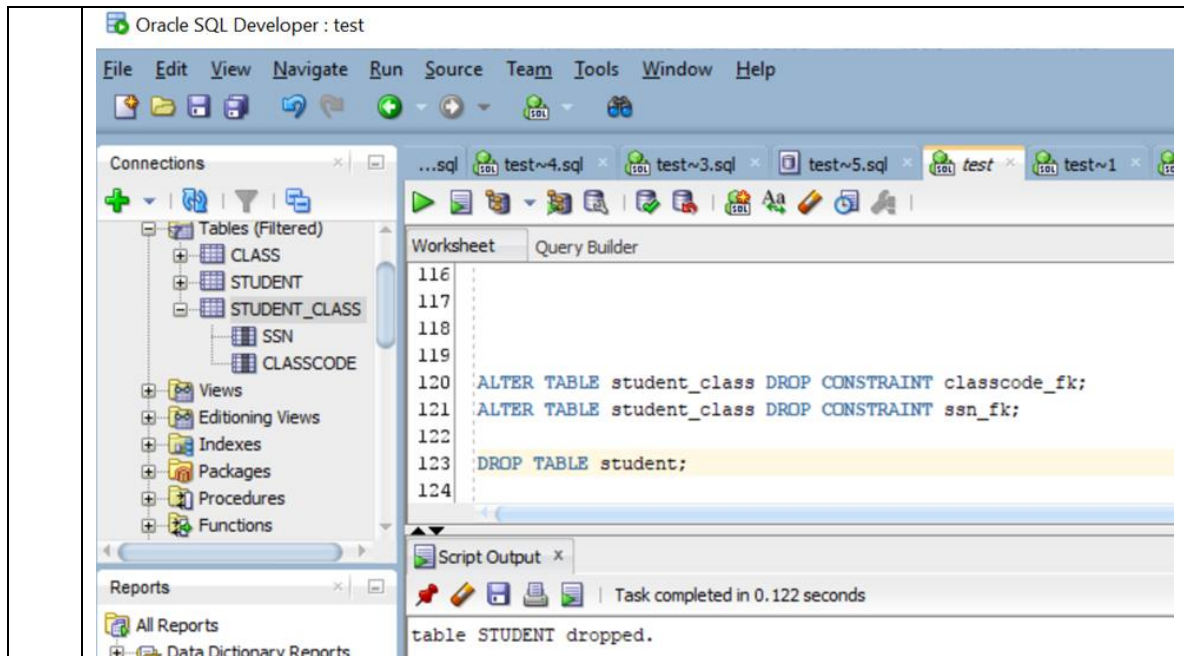 Oracle SQL Developer : test
File Edit View Navigate Run Source Team Tools Window Help
Connections
...sql test~4.sql test~3.sql test~5.sql test test~1
Tables (Filtered)
CLASS
STUDENT
STUDENT_CLASS
SSN
CLASSCODE
Views
Editioning Views
Indexes
Packages
Procedures
Functions
Worksheet Query Builder
116
117
118
119
120 ALTER TABLE student_class DROP CONSTRAINT classcode_fk;
121 ALTER TABLE student_class DROP CONSTRAINT ssn_fk;
122
123 DROP TABLE student;
124
Script Output
Task completed in 0.122 seconds
table STUDENT dropped.
Reports
All Reports
Data Dictionary Reports